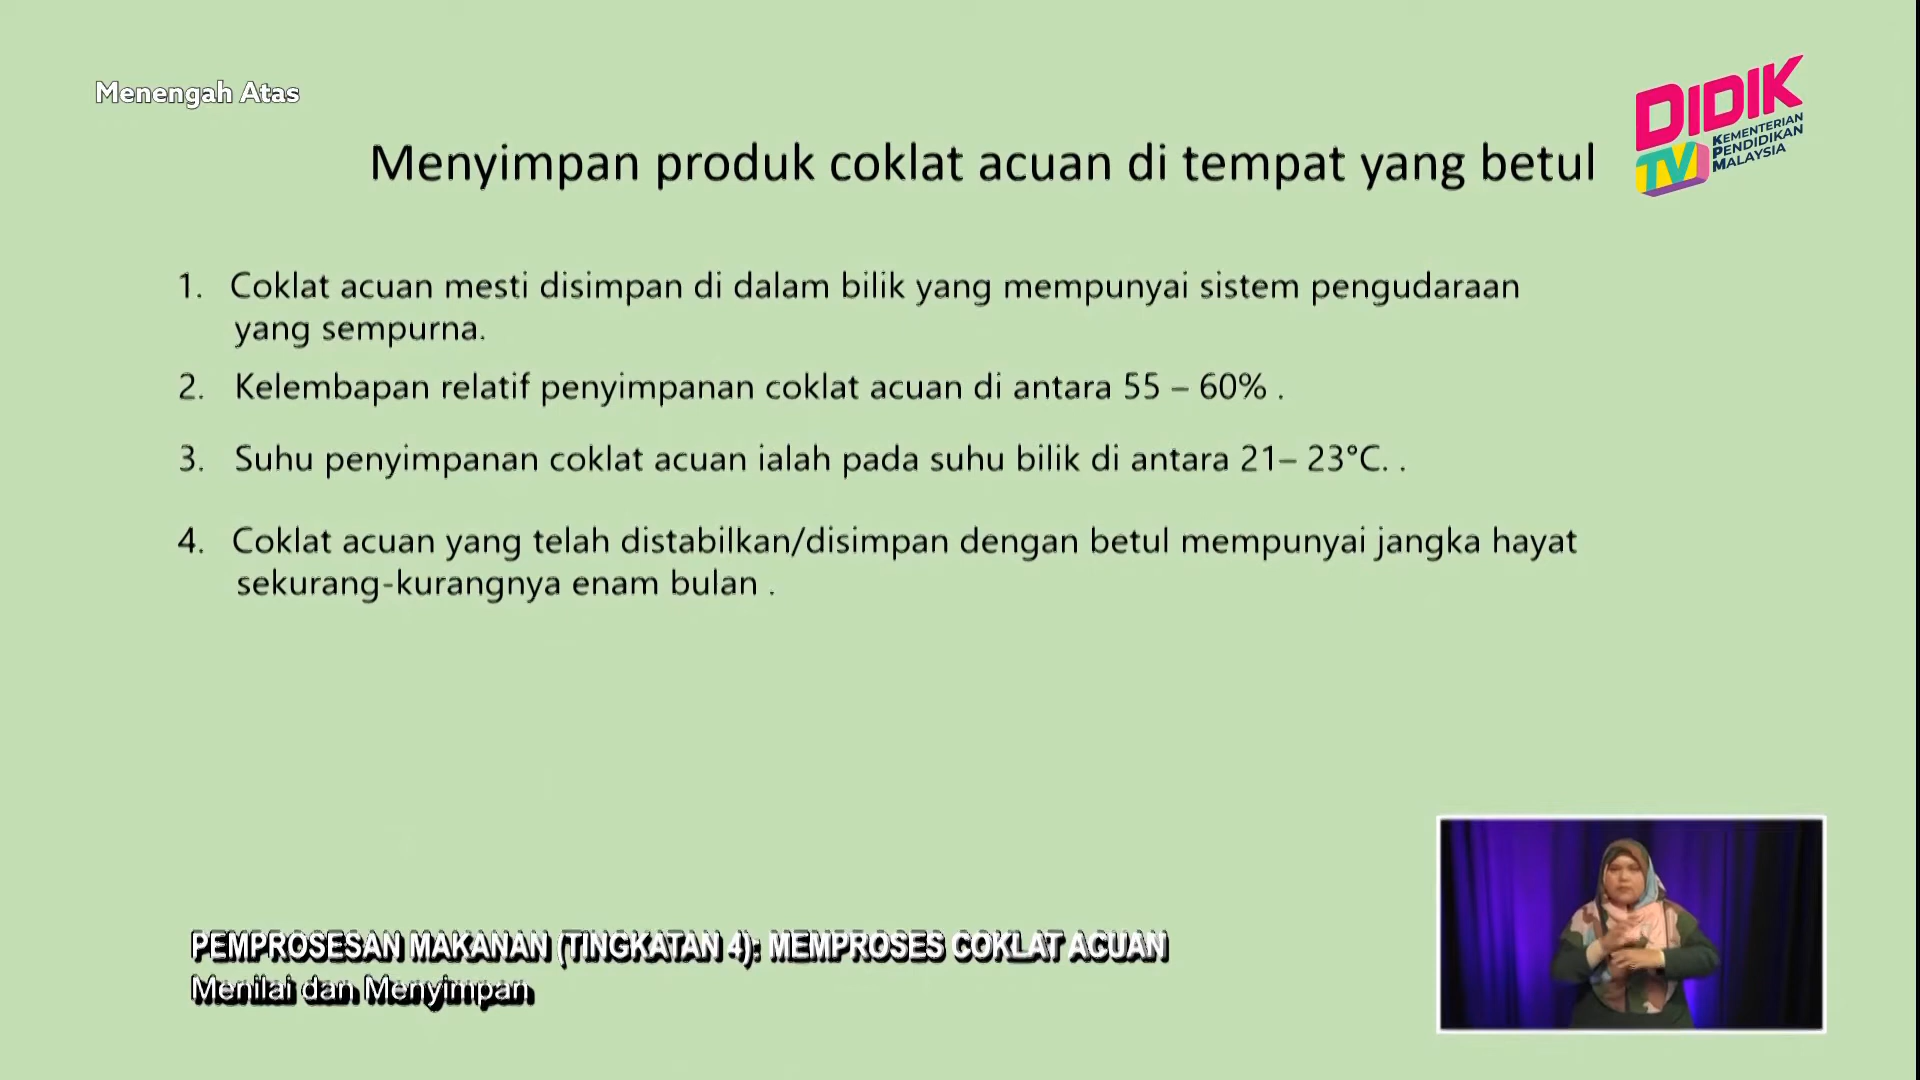 Menengah Atas
DIDIK
TV
KEMENTERIAN
PENDIDIKAN
MALAYSIA
Menyimpan produk coklat acuan di tempat yang betul
1. Coklat acuan mesti disimpan di dalam bilik yang mempunyai sistem pengudaraan
yang sempurna.
2. Kelembapan relatif penyimpanan coklat acuan di antara 55 – 60% .
3. Suhu penyimpanan coklat acuan ialah pada suhu bilik di antara 21– 23°C. .
4. Coklat acuan yang telah distabilkan/disimpan dengan betul mempunyai jangka hayat
sekurang-kurangnya enam bulan .
PEMPROSESAN MAKANAN (TINGKATAN 4): MEMPROSES COKLAT ACUAN
Menilai dan Menyimpan